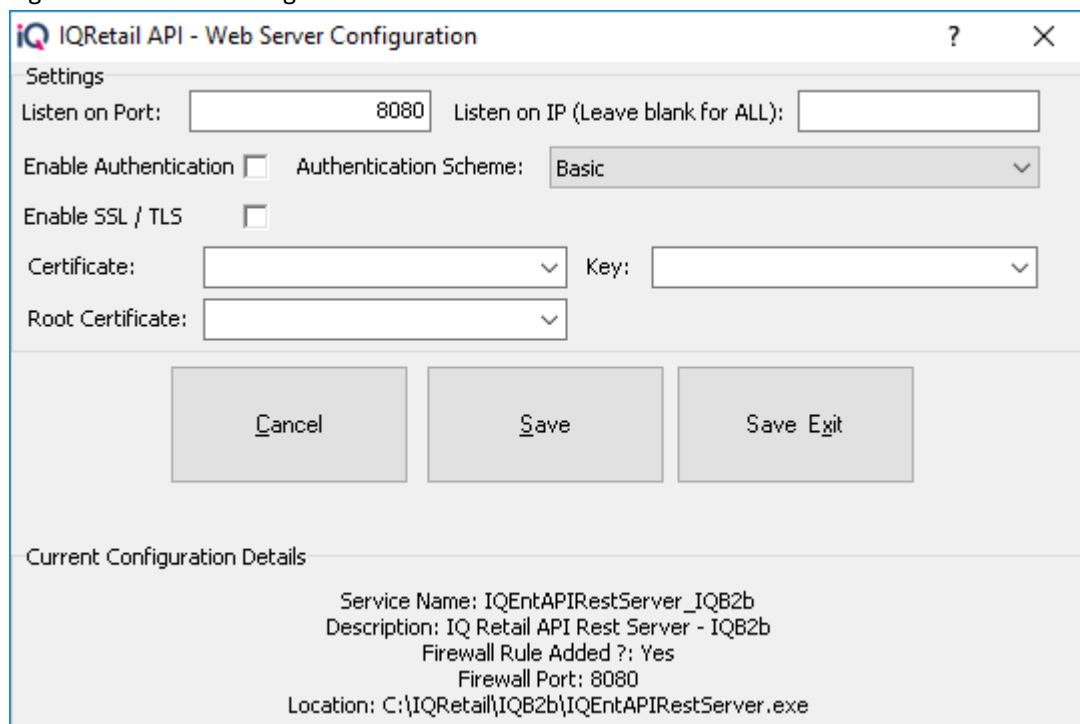 iQ IQRetail API - Web Server Configuration ?
Settings
Listen on Port: 8080 Listen on IP (Leave blank for ALL):
Enable Authentication Authentication Scheme: Basic
Enable SSL / TLS
Certificate: Key:
Root Certificate:
Cancel Save Save Exit
Current Configuration Details
Service Name: IQEntAPIRestServer_IQB2b
Description: IQ Retail API Rest Server - IQB2b
Firewall Rule Added ?: Yes
Firewall Port: 8080
Location: C:\IQRetail\IQB2b\IQEntAPIRestServer.exe